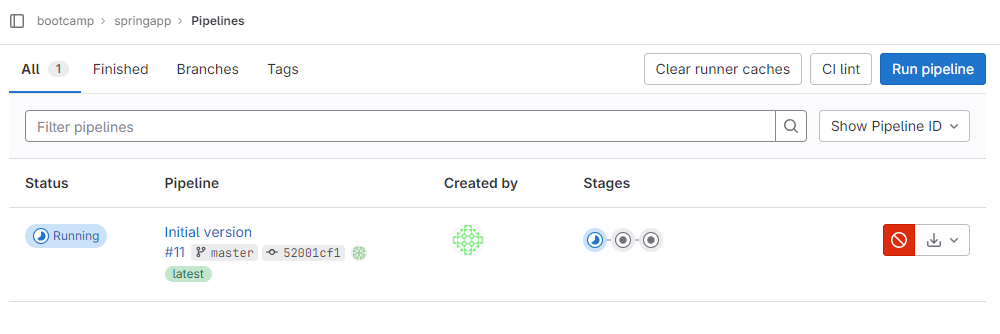 bootcamp > springapp > Pipelines
All 1 Finished Branches Tags Clear runner caches CI lint Run pipeline
Filter pipelines Show Pipeline ID
Status Pipeline Created by Stages
Initial version
Running
#11 master 52001cf1
latest